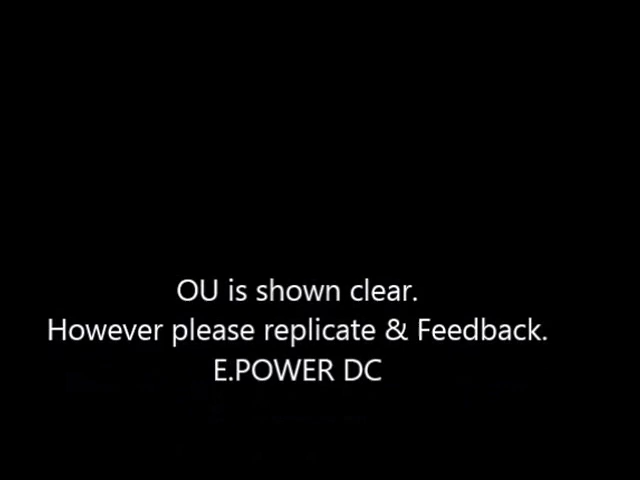 OU is shown clear.
However please replicate & Feedback.
E.POWER DC